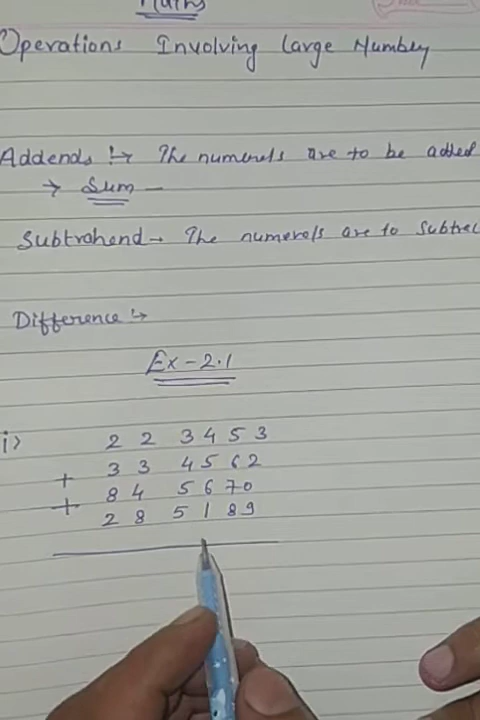 Maths
Operations Involving Large Number
Addends :→ The numerals are to be added
→ Sum —
Subtrahend → The numerals are to Subtrac
Difference :→
Ex - 2.1
i) 2 2 3 4 5 3
+ 3 3 4 5 6 2
+ 8 4 5 6 7 0
2 8 5 1 8 9